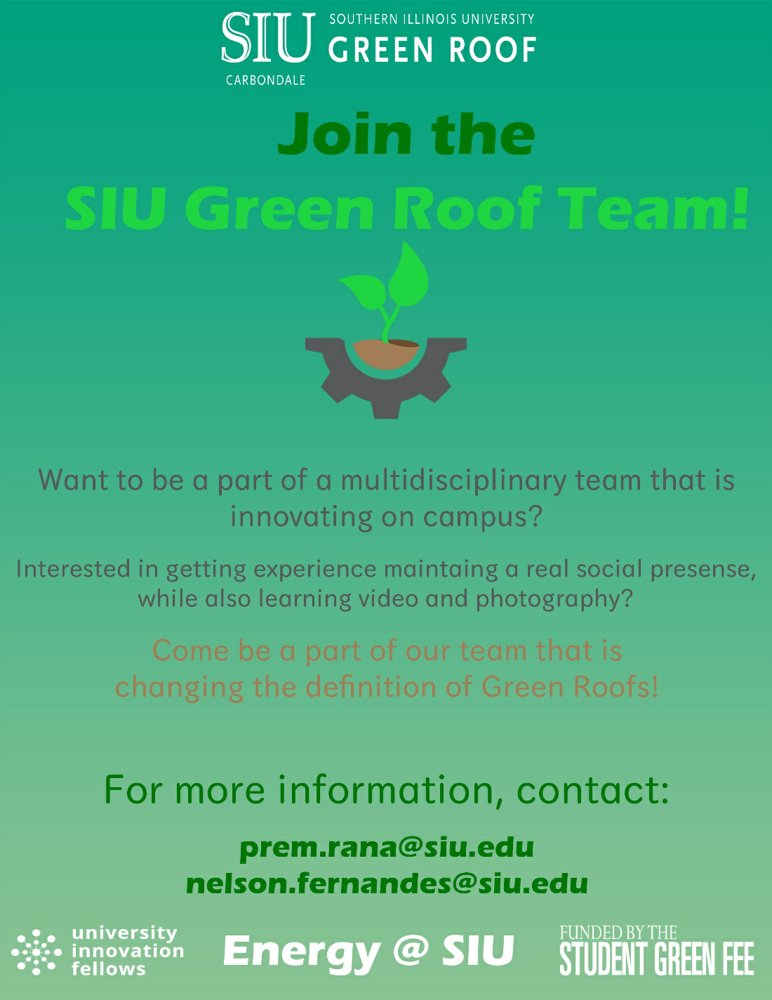 SIU SOUTHERN ILLINOIS UNIVERSITY
GREEN ROOF
CARBONDALE
Join the
SIU Green Roof Team!
Want to be a part of a multidisciplinary team that is
innovating on campus?
Interested in getting experience maintaing a real social presense,
while also learning video and photography?
Come be a part of our team that is
changing the definition of Green Roofs!
For more information, contact:
prem.rana@siu.edu
nelson.fernandes@siu.edu
university
innovation
fellows
Energy @ SIU
FUNDED BY THE
STUDENT GREEN FEE